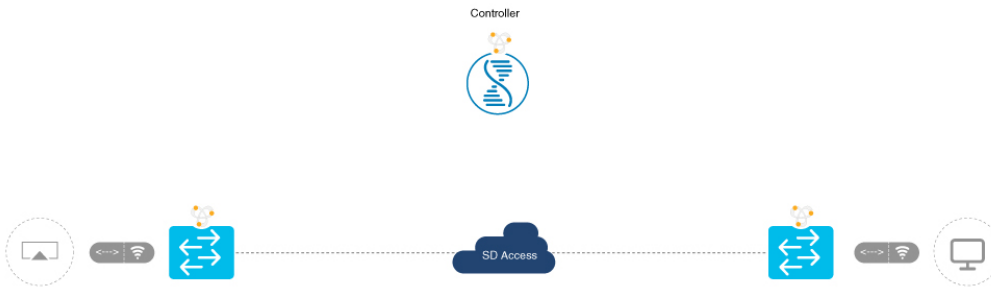 Controller
<--->
SD Access
<--->